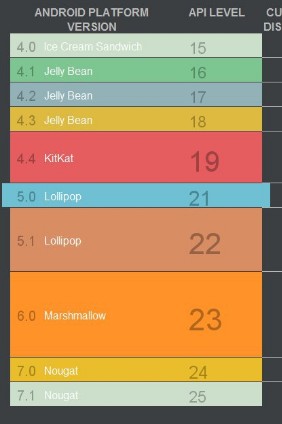 ANDROID PLATFORM VERSION API LEVEL CU DIS
4.0 Ice Cream Sandwich 15
4.1 Jelly Bean 16
4.2 Jelly Bean 17
4.3 Jelly Bean 18
4.4 KitKat 19
5.0 Lollipop 21
5.1 Lollipop 22
6.0 Marshmallow 23
7.0 Nougat 24
7.1 Nougat 25